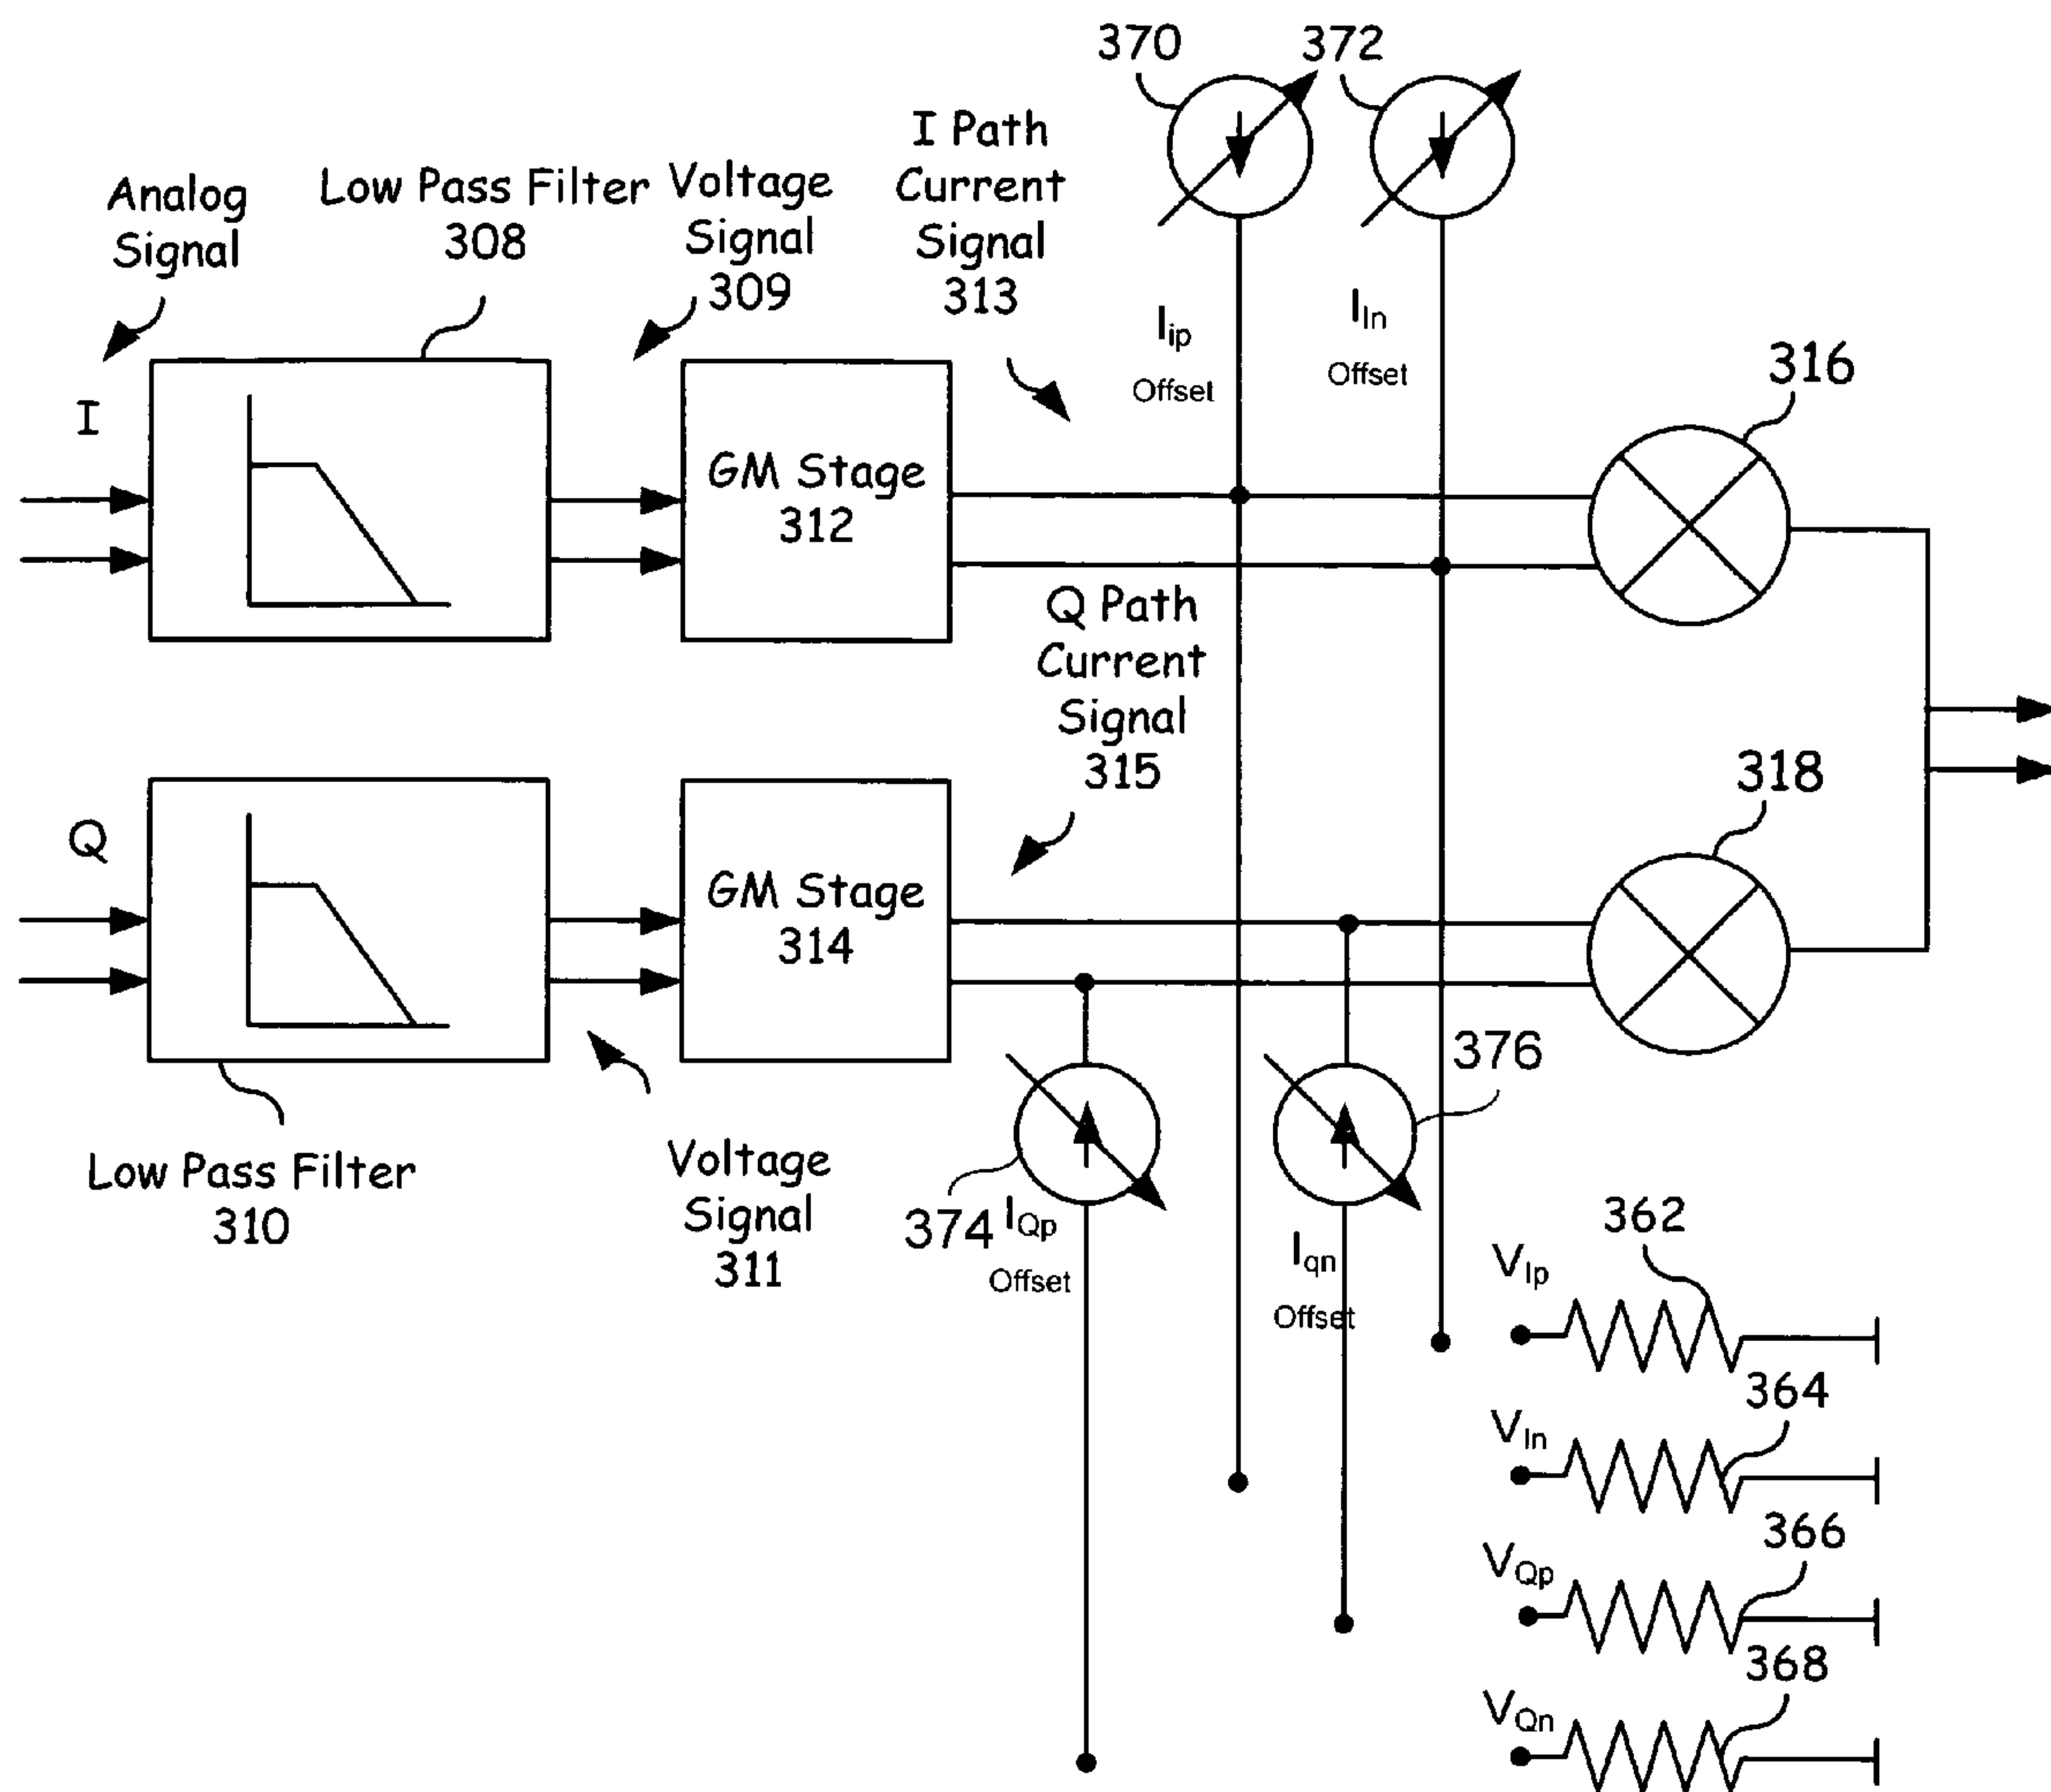 370
372
I Path
Current
Signal
313
Analog
Signal
Low Pass Filter
308
Voltage
Signal
309
Iip
Offset
IIn
Offset
316
I
GM Stage
312
Q Path
Current
Signal
315
318
Q
GM Stage
314
376
Low Pass Filter
310
Voltage
Signal
311
374
IQp
Offset
Iqn
Offset
362
VIp
364
VIn
366
VQp
368
VQn